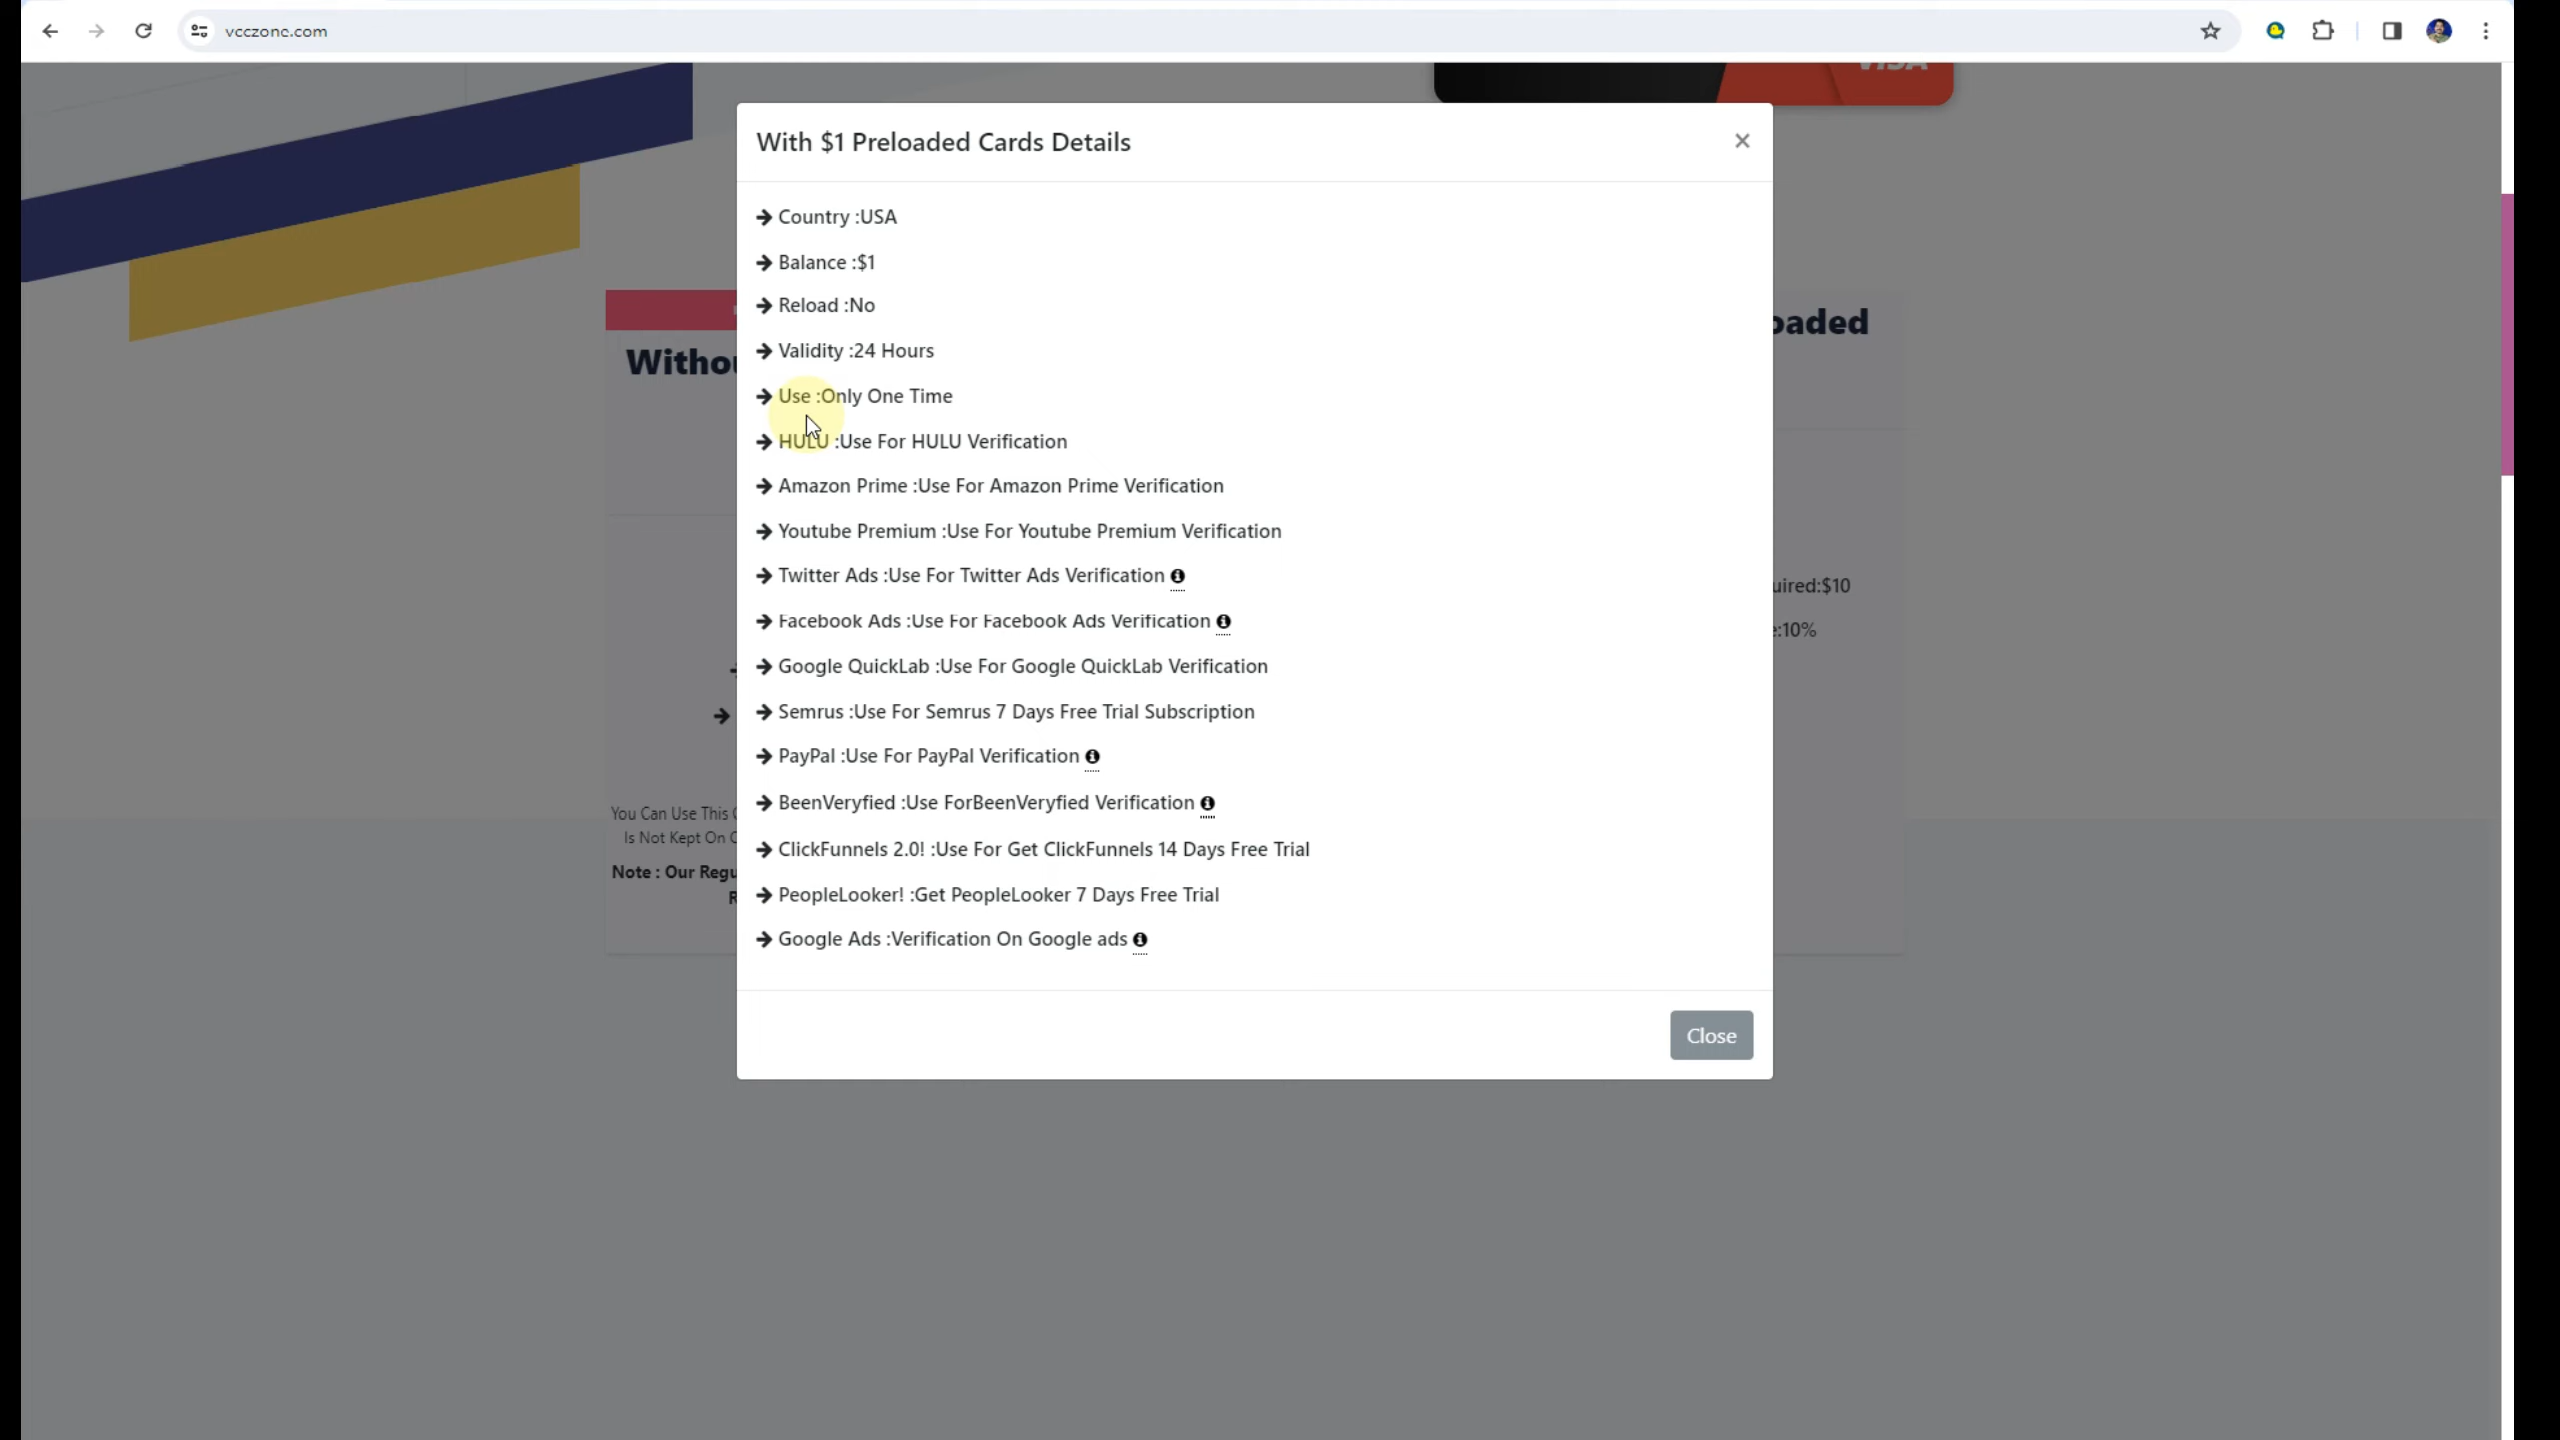 vcczone.com
VISA
With $1 Preloaded Cards Details
×
Country :USA
Balance :$1
Reload :No
Validity :24 Hours
Use :Only One Time
HULU :Use For HULU Verification
Amazon Prime :Use For Amazon Prime Verification
Youtube Premium :Use For Youtube Premium Verification
Twitter Ads :Use For Twitter Ads Verification
Facebook Ads :Use For Facebook Ads Verification
Google QuickLab :Use For Google QuickLab Verification
Semrus :Use For Semrus 7 Days Free Trial Subscription
PayPal :Use For PayPal Verification
BeenVeryfied :Use ForBeenVeryfied Verification
ClickFunnels 2.0! :Use For Get ClickFunnels 14 Days Free Trial
PeopleLooker! :Get PeopleLooker 7 Days Free Trial
Google Ads :Verification On Google ads
Close
Withou
oaded
uired:$10
e:10%
You Can Use This
Is Not Kept On
Note : Our Regu